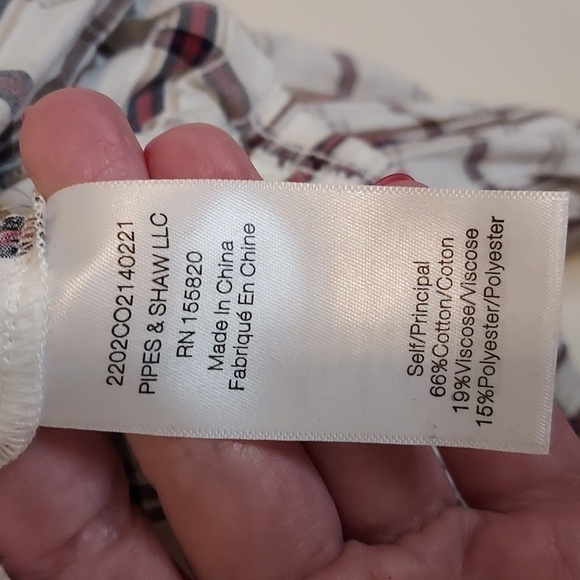 2202CO2140221
PIPES & SHAW LLC
RN 155820
Made In China
Fabriqué En Chine
Self/Principal
66%Cotton/Coton
19%Viscose/Viscose
15%Polyester/Polyester